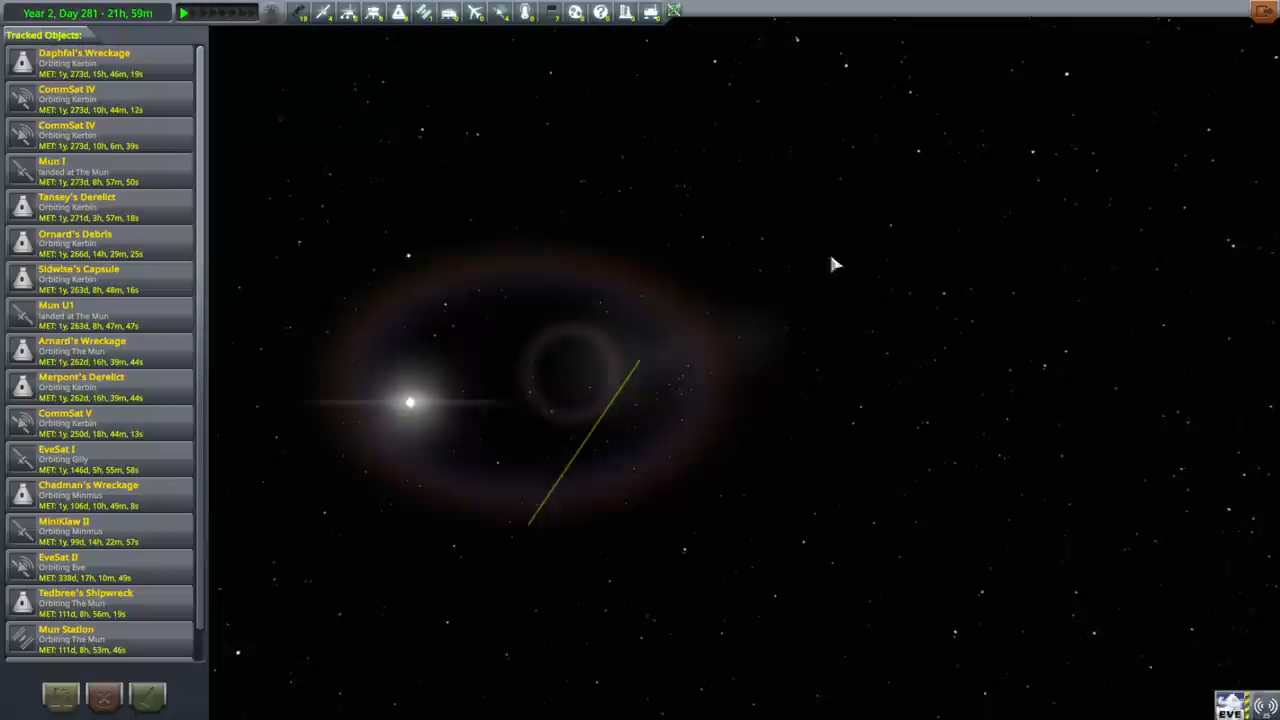 Year 2, Day 281 - 21h, 59m
Tracked Objects:
Daphfal's Wreckage
Orbiting Kerbin
MET: 1y, 273d, 15h, 46m, 19s
CommSat IV
Orbiting Kerbin
MET: 1y, 273d, 10h, 44m, 12s
CommSat IV
Orbiting Kerbin
MET: 1y, 273d, 10h, 6m, 39s
Mun I
landed at The Mun
MET: 1y, 273d, 8h, 57m, 50s
Tansey's Derelict
Orbiting Kerbin
MET: 1y, 271d, 3h, 57m, 18s
Ornard's Debris
Orbiting Kerbin
MET: 1y, 266d, 14h, 29m, 25s
Sidwise's Capsule
Orbiting Kerbin
MET: 1y, 263d, 8h, 48m, 16s
Mun U1
landed at The Mun
MET: 1y, 263d, 8h, 47m, 47s
Arnard's Wreckage
Orbiting The Mun
MET: 1y, 262d, 16h, 39m, 44s
Merpont's Derelict
Orbiting Kerbin
MET: 1y, 262d, 16h, 39m, 44s
CommSat V
Orbiting Kerbin
MET: 1y, 250d, 18h, 44m, 13s
EveSat I
Orbiting Gilly
MET: 1y, 146d, 5h, 55m, 58s
Chadman's Wreckage
Orbiting Minmus
MET: 1y, 106d, 10h, 49m, 8s
MiniKlaw II
Orbiting Minmus
MET: 1y, 99d, 14h, 22m, 57s
EveSat II
Orbiting Eve
MET: 338d, 17h, 10m, 49s
Tedbree's Shipwreck
Orbiting The Mun
MET: 111d, 8h, 56m, 19s
Mun Station
Orbiting The Mun
MET: 111d, 8h, 53m, 46s
EVE